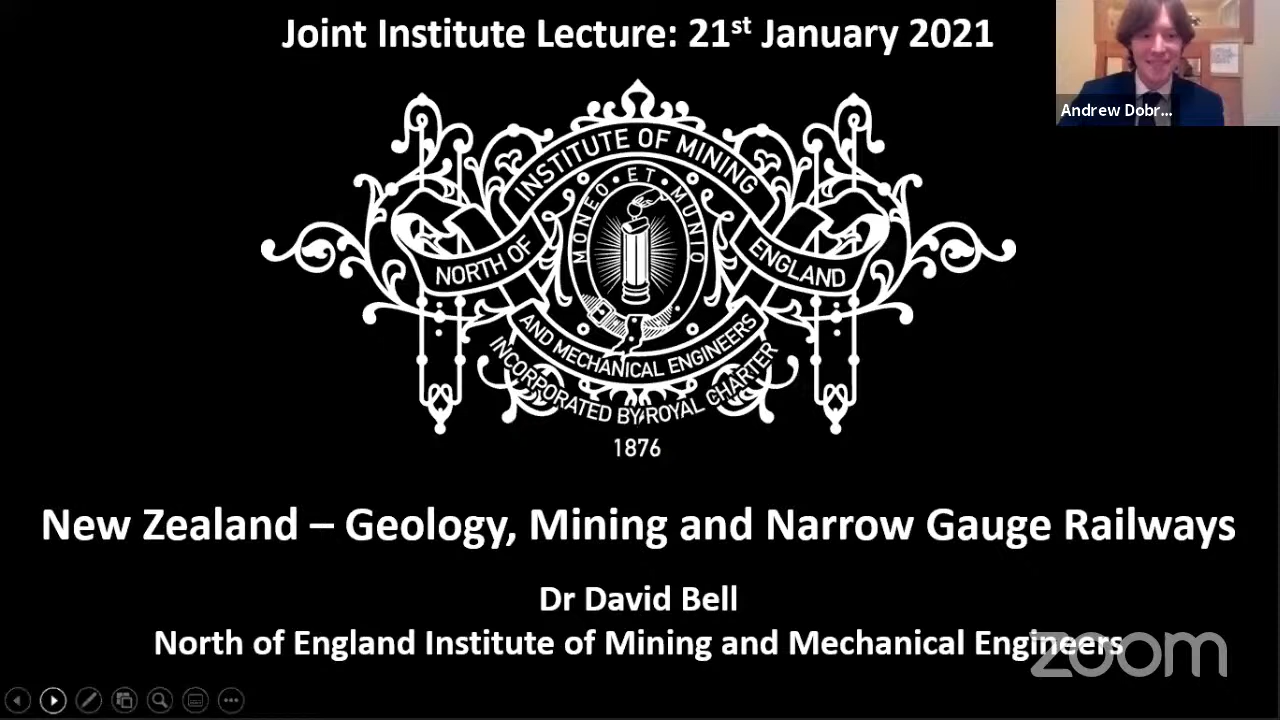 Joint Institute Lecture: 21st January 2021
Andrew Dobr...
INSTITUTE OF MINING
MONEO • ET • MUNIO
NORTH OF
ENGLAND
AND MECHANICAL ENGINEERS
INCORPORATED BY ROYAL CHARTER
1876
New Zealand – Geology, Mining and Narrow Gauge Railways
Dr David Bell
North of England Institute of Mining and Mechanical Engineers
zoom